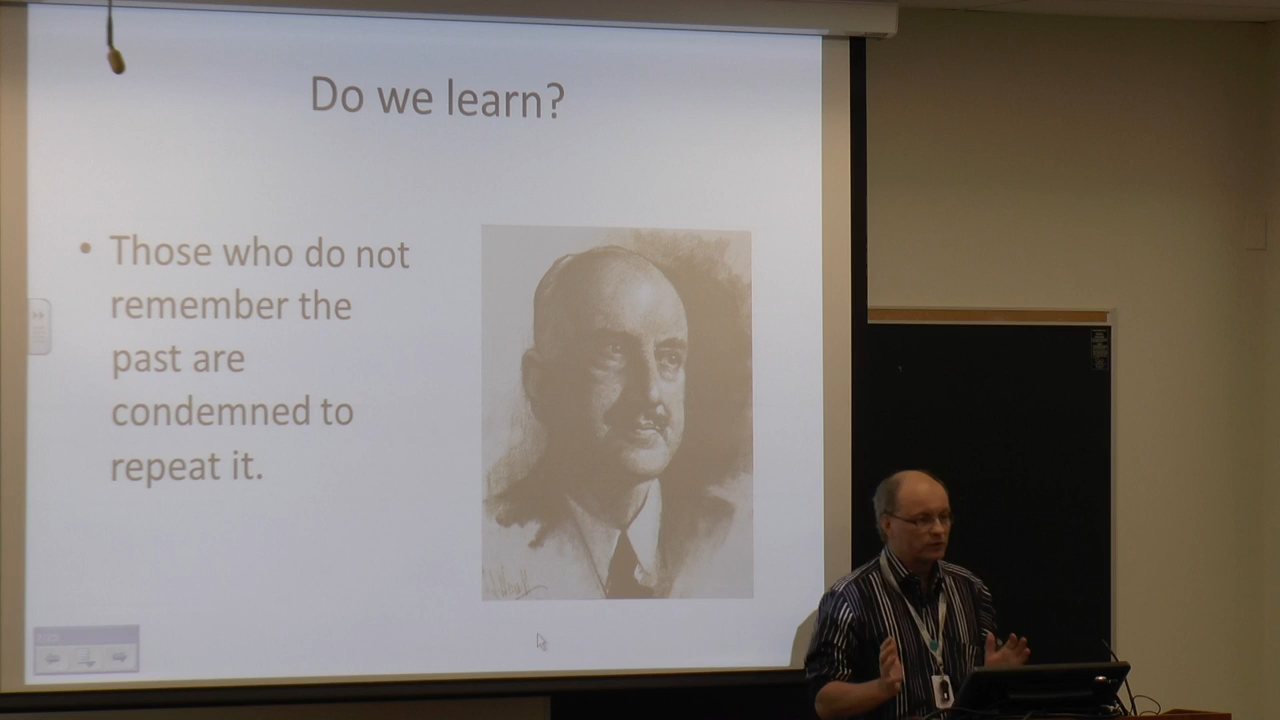 Do we learn?
• Those who do not
remember the
past are
condemned to
repeat it.